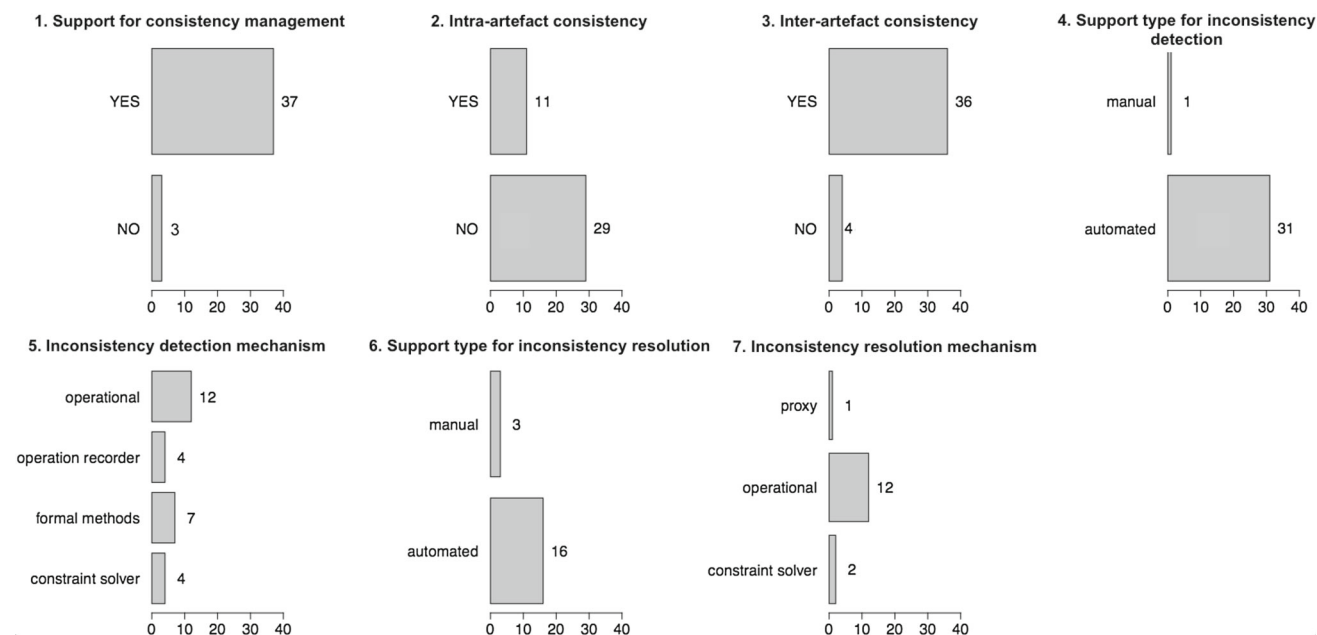 1. Support for consistency management
YES
37
NO
3
0 10 20 30 40
2. Intra-artefact consistency
YES
11
NO
29
0 10 20 30 40
3. Inter-artefact consistency
YES
36
NO
4
0 10 20 30 40
4. Support type for inconsistency
detection
manual
1
automated
31
0 10 20 30 40
5. Inconsistency detection mechanism
operational
12
operation recorder
4
formal methods
7
constraint solver
4
0 10 20 30 40
6. Support type for inconsistency resolution
manual
3
automated
16
0 10 20 30 40
7. Inconsistency resolution mechanism
proxy
1
operational
12
constraint solver
2
0 10 20 30 40